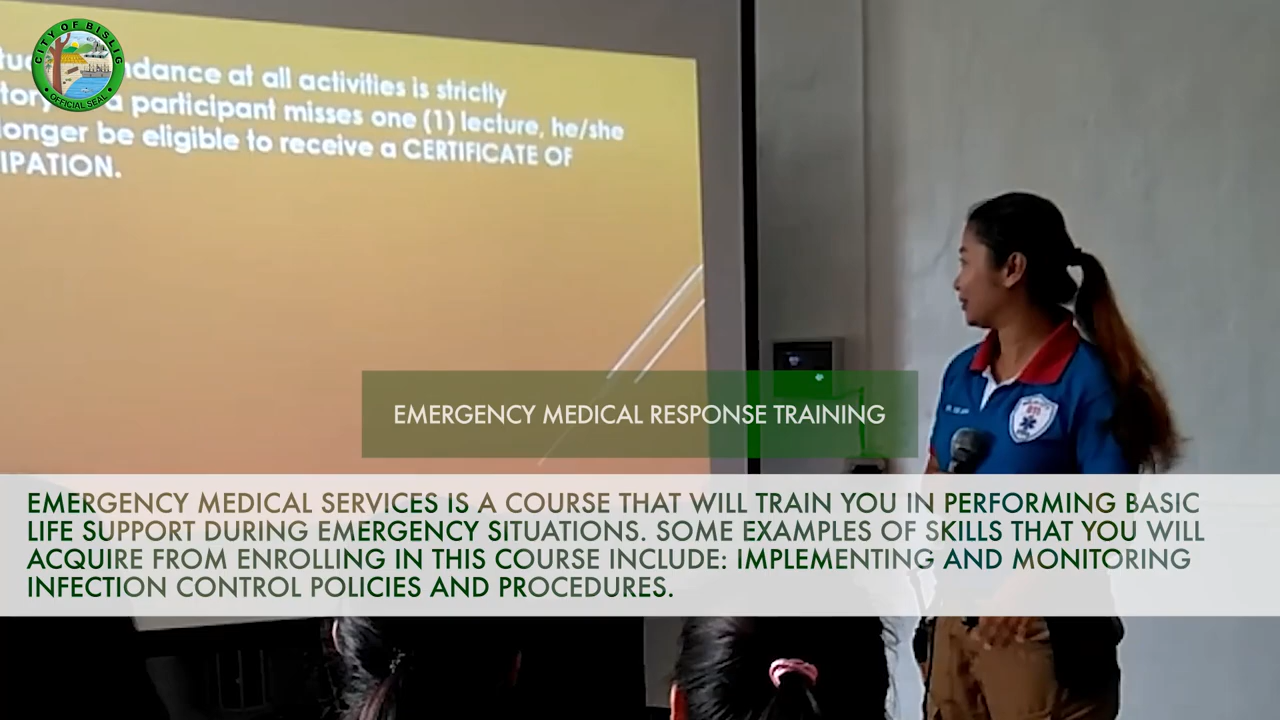 CITY OF BISLIG
OFFICIAL SEAL
ndance at all activities is strictly
a participant misses one (1) lecture, he/she
longer be eligible to receive a CERTIFICATE OF
IPATION.
EMERGENCY MEDICAL RESPONSE TRAINING
EMERGENCY MEDICAL SERVICES IS A COURSE THAT WILL TRAIN YOU IN PERFORMING BASIC
LIFE SUPPORT DURING EMERGENCY SITUATIONS. SOME EXAMPLES OF SKILLS THAT YOU WILL
ACQUIRE FROM ENROLLING IN THIS COURSE INCLUDE: IMPLEMENTING AND MONITORING
INFECTION CONTROL POLICIES AND PROCEDURES.